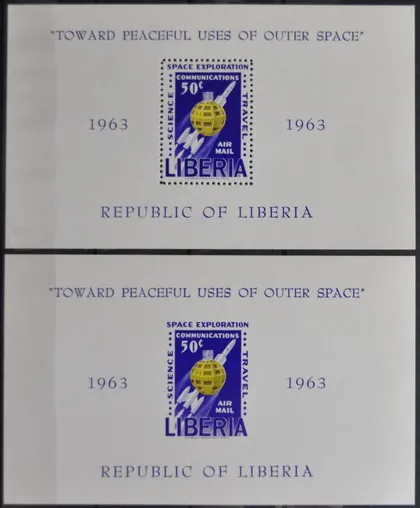 "TOWARD PEACEFUL USES OF OUTER SPACE"
SPACE EXPLORATION
COMMUNICATIONS
50¢
SCIENCE
TRAVEL
1963
1963
AIR
MAIL
LIBERIA
REPUBLIC OF LIBERIA
"TOWARD PEACEFUL USES OF OUTER SPACE"
SPACE EXPLORATION
COMMUNICATIONS
50¢
SCIENCE
TRAVEL
1963
1963
AIR
MAIL
LIBERIA
REPUBLIC OF LIBERIA